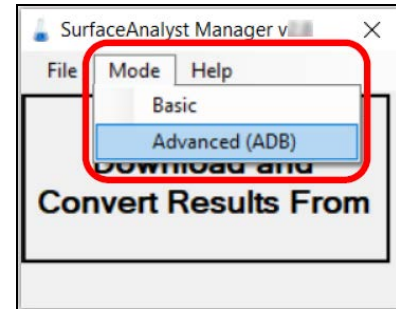 SurfaceAnalyst Manager v
File Mode Help
Basic
Advanced (ADB)
Download and
Convert Results From